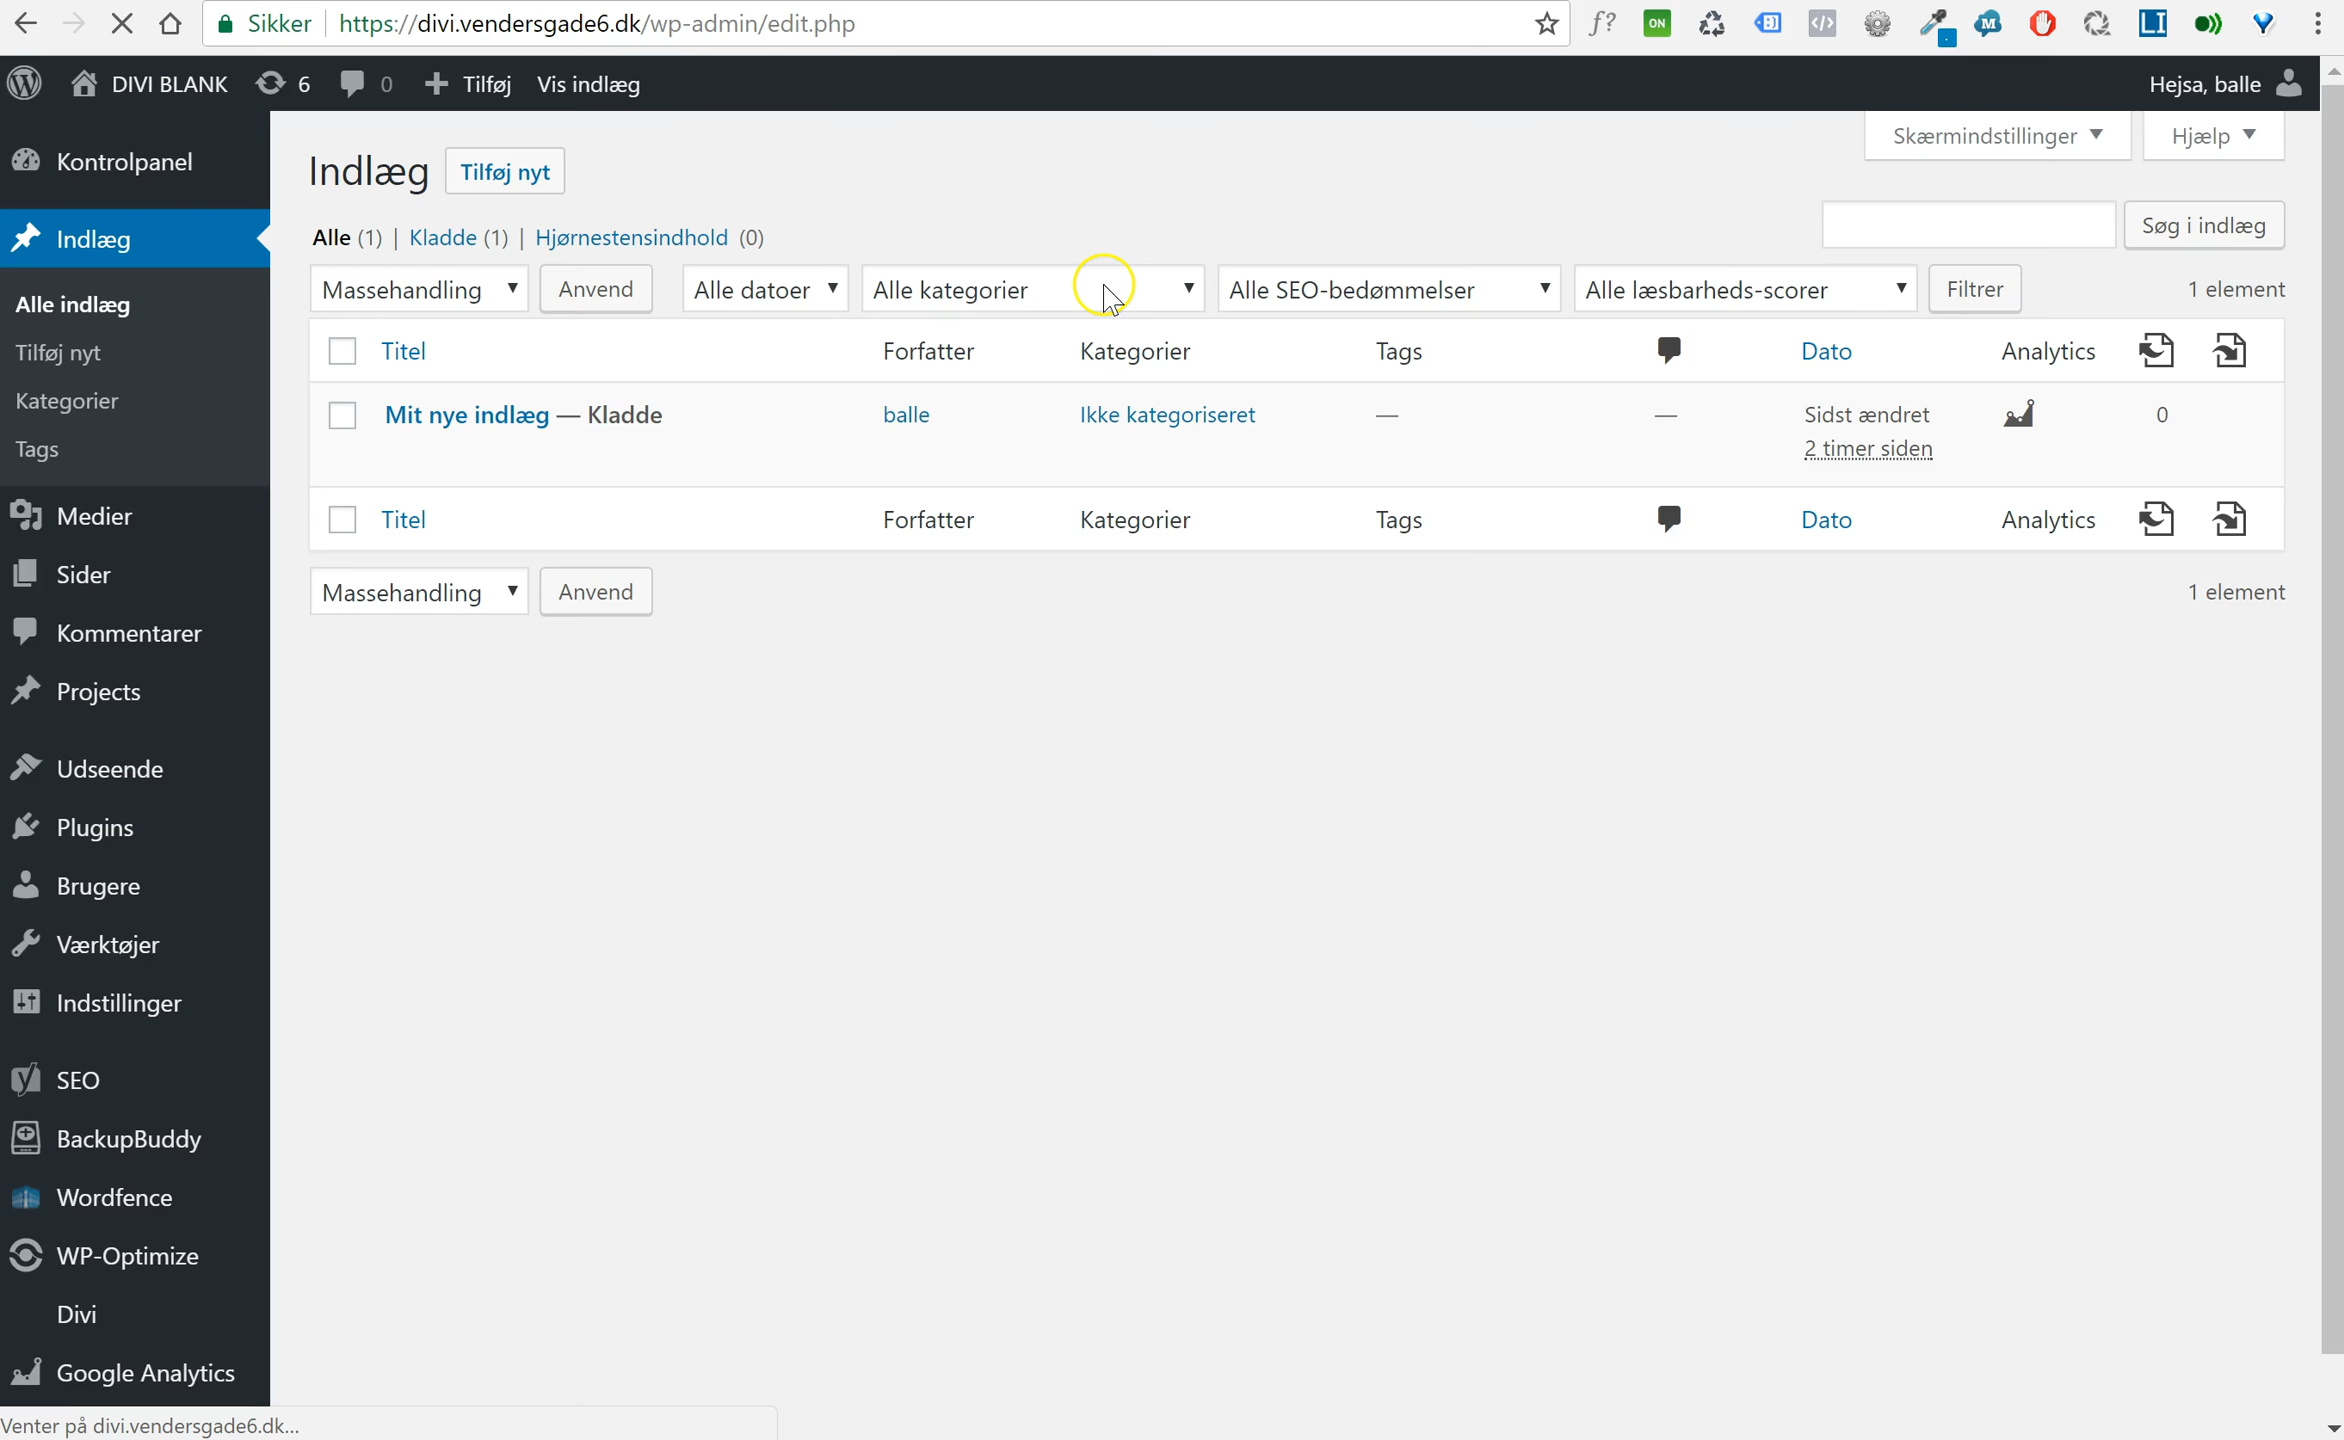 Sikker https://divi.vendersgade6.dk/wp-admin/edit.php
ƒ? ON
DIVI BLANK 6 0 Tilføj Vis indlæg Hejsa, balle
Skærmindstillinger Hjælp
Indlæg Tilføj nyt
Alle (1) | Kladde (1) | Hjørnestensindhold (0)
Søg i indlæg
Massehandling Anvend Alle datoer Alle kategorier Alle SEO-bedømmelser Alle læsbarheds-scorer Filtrer 1 element
Titel Forfatter Kategorier Tags Dato Analytics
Mit nye indlæg — Kladde balle Ikke kategoriseret — — Sidst ændret 0
2 timer siden
Titel Forfatter Kategorier Tags Dato Analytics
Massehandling Anvend 1 element
Kontrolpanel
Indlæg
Alle indlæg
Tilføj nyt
Kategorier
Tags
Medier
Sider
Kommentarer
Projects
Udseende
Plugins
Brugere
Værktøjer
Indstillinger
SEO
BackupBuddy
Wordfence
WP-Optimize
Divi
Google Analytics
Venter på divi.vendersgade6.dk...